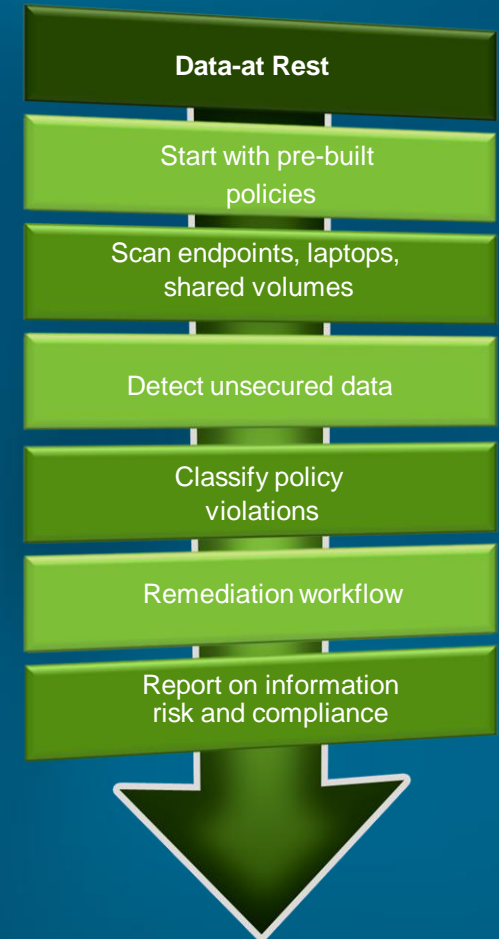 Data-at Rest
Start with pre-built
policies
Scan endpoints, laptops,
shared volumes
Detect unsecured data
Classify policy
violations
Remediation workflow
Report on information
risk and compliance